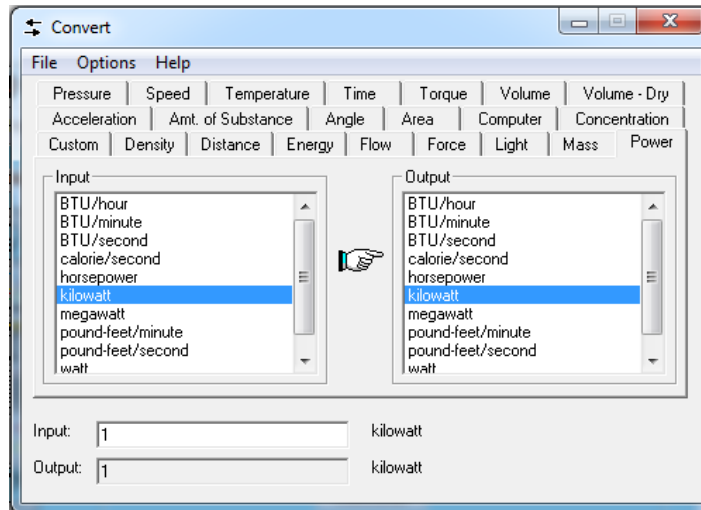 Convert
File Options Help
Pressure Speed Temperature Time Torque Volume Volume - Dry
Acceleration Amt. of Substance Angle Area Computer Concentration
Custom Density Distance Energy Flow Force Light Mass Power
Input
BTU/hour
BTU/minute
BTU/second
calorie/second
horsepower
kilowatt
megawatt
pound-feet/minute
pound-feet/second
watt
Output
BTU/hour
BTU/minute
BTU/second
calorie/second
horsepower
kilowatt
megawatt
pound-feet/minute
pound-feet/second
watt
Input: 1 kilowatt
Output: 1 kilowatt